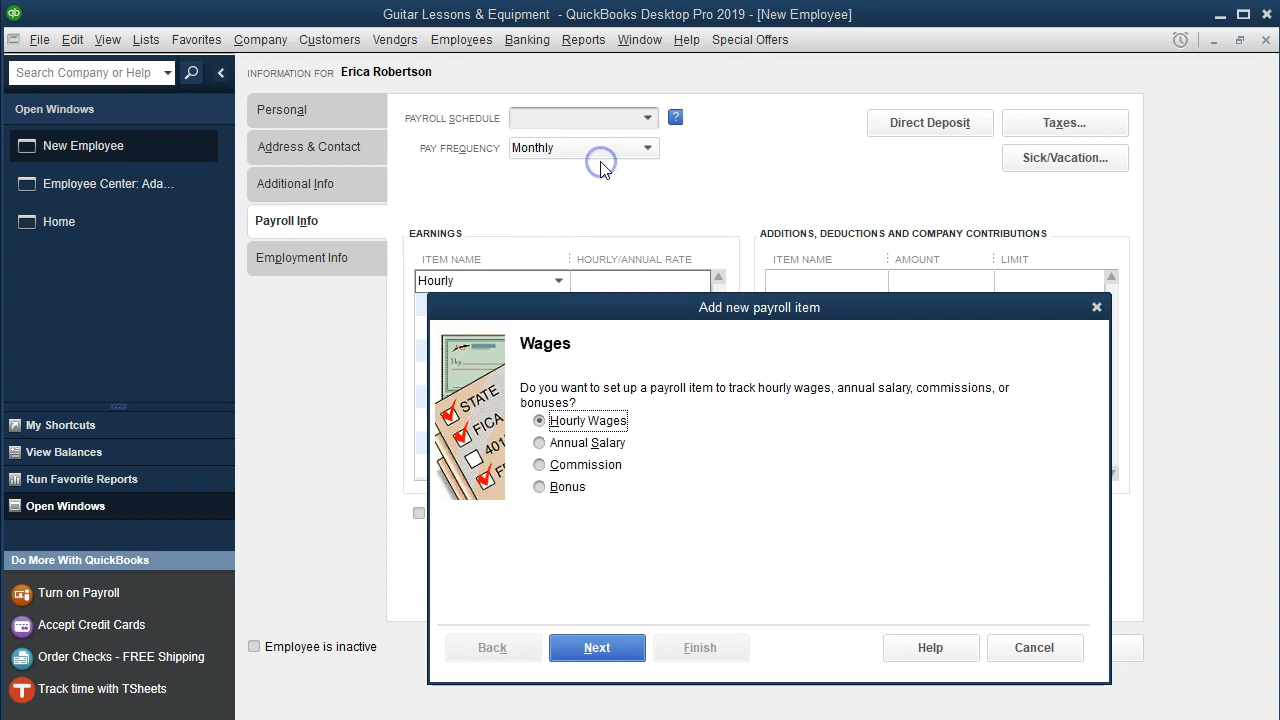 qb
Guitar Lessons & Equipment - QuickBooks Desktop Pro 2019 - [New Employee]
File Edit View Lists Favorites Company Customers Vendors Employees Banking Reports Window Help Special Offers
Search Company or Help
INFORMATION FOR Erica Robertson
Open Windows
New Employee
Employee Center: Ada...
Home
My Shortcuts
View Balances
Run Favorite Reports
Open Windows
Do More With QuickBooks
Turn on Payroll
Accept Credit Cards
Order Checks - FREE Shipping
Track time with TSheets
Personal
Address & Contact
Additional Info
Payroll Info
Employment Info
PAYROLL SCHEDULE
?
PAY FREQUENCY Monthly
Direct Deposit
Taxes...
Sick/Vacation...
EARNINGS
ITEM NAME HOURLY/ANNUAL RATE
Hourly
ADDITIONS, DEDUCTIONS AND COMPANY CONTRIBUTIONS
ITEM NAME AMOUNT LIMIT
Add new payroll item
STATE
FICA
401
Wages
Do you want to set up a payroll item to track hourly wages, annual salary, commissions, or
bonuses?
Hourly Wages
Annual Salary
Commission
Bonus
Back Next Finish Help Cancel
Employee is inactive